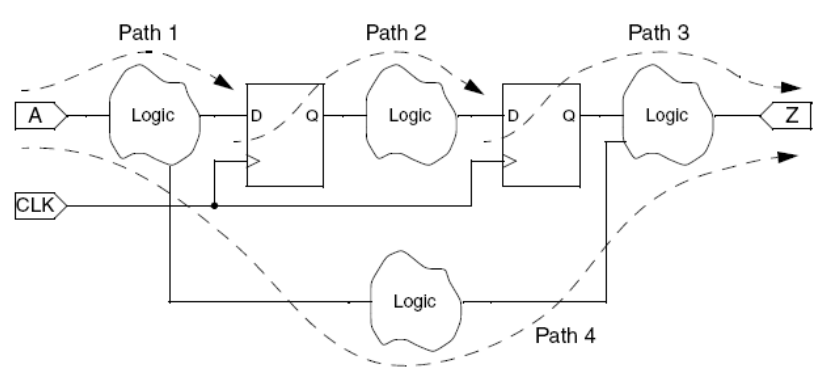 Path 1
Path 2
Path 3
A
Logic
D
Q
Logic
D
Q
Logic
Z
CLK
Logic
Path 4